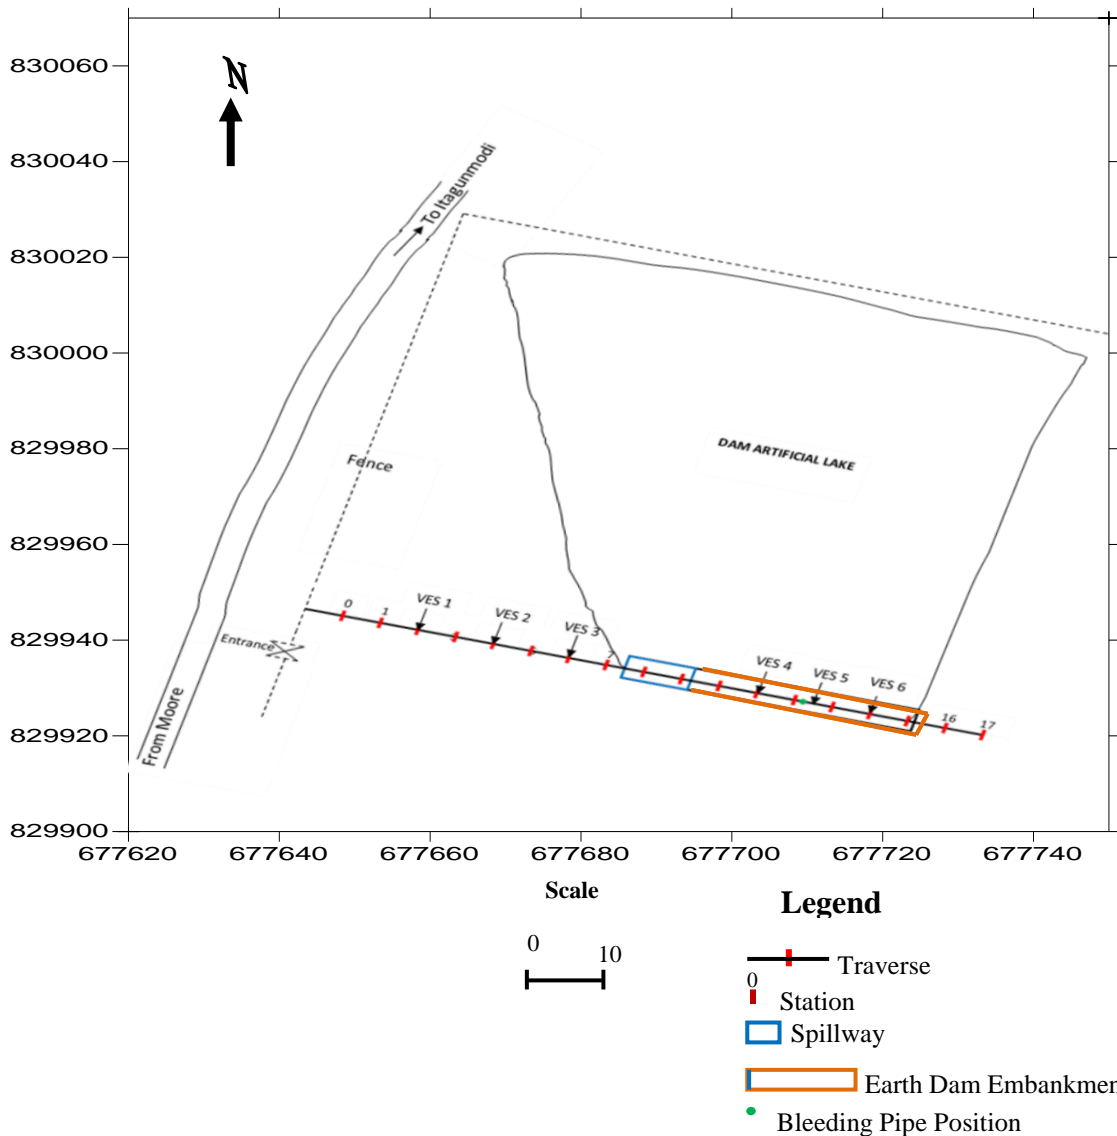 830060
830040
830020
830000
829980
829960
829940
829920
829900
677620
677640
677660
677680
677700
677720
677740
N
To Itagunmodi
Fence
DAM ARTIFICIAL LAKE
0
1
VES 1
VES 2
VES 3
7
VES 4
VES 5
VES 6
16
17
Entrance
From Moore
Scale
0
10
Legend
Traverse
0
Station
Spillway
Earth Dam Embankmen
Bleeding Pipe Position